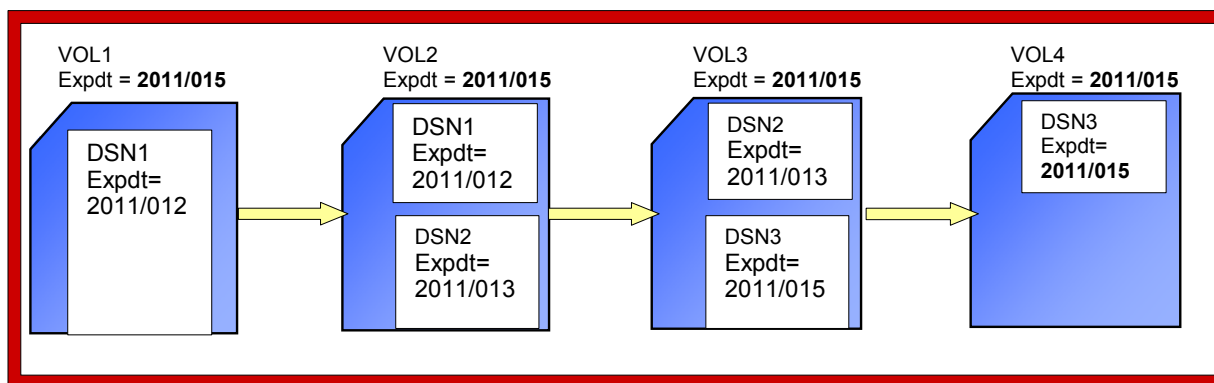 VOL1
Expdt = 2011/015
DSN1
Expdt=
2011/012
VOL2
Expdt = 2011/015
DSN1
Expdt=
2011/012
DSN2
Expdt=
2011/013
VOL3
Expdt = 2011/015
DSN2
Expdt=
2011/013
DSN3
Expdt=
2011/015
VOL4
Expdt = 2011/015
DSN3
Expdt=
2011/015